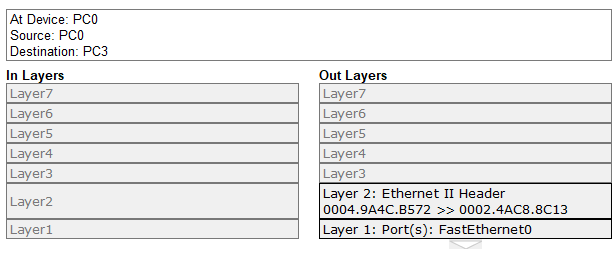 At Device: PC0
Source: PC0
Destination: PC3
In Layers
Out Layers
Layer7
Layer7
Layer6
Layer6
Layer5
Layer5
Layer4
Layer4
Layer3
Layer3
Layer2
Layer 2: Ethernet II Header
0004.9A4C.B572 >> 0002.4AC8.8C13
Layer1
Layer 1: Port(s): FastEthernet0